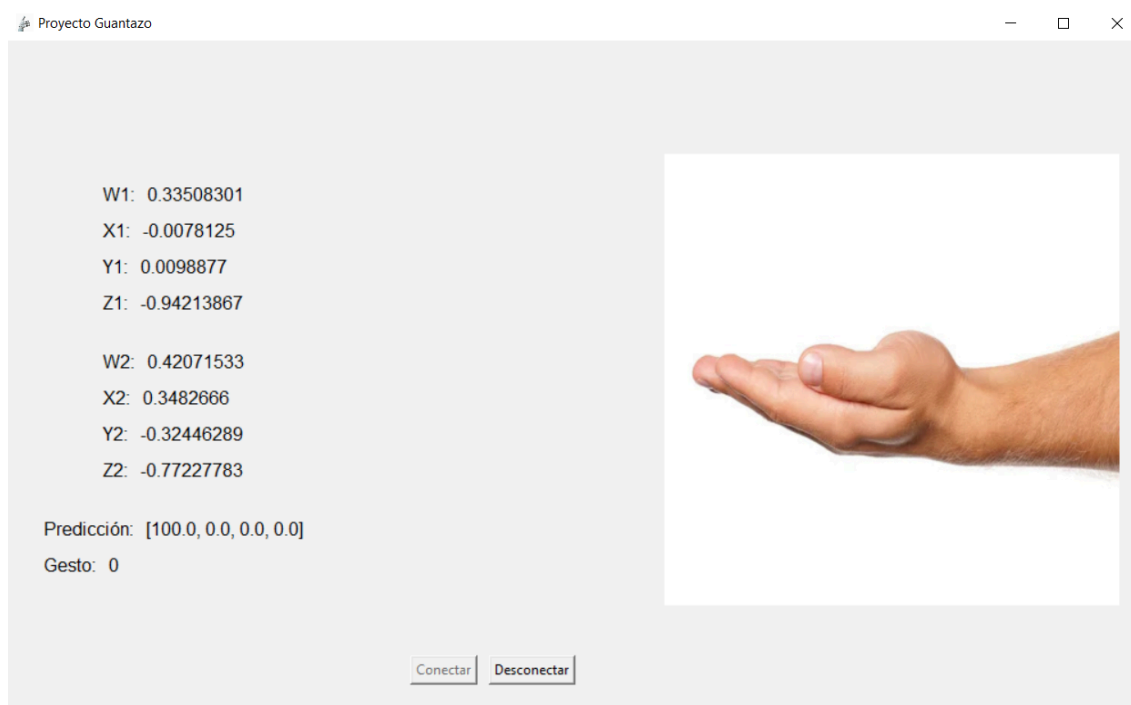 Proyecto Guantazo
W1: 0.33508301
X1: -0.0078125
Y1: 0.0098877
Z1: -0.94213867
W2: 0.42071533
X2: 0.3482666
Y2: -0.32446289
Z2: -0.77227783
Predicción: [100.0, 0.0, 0.0, 0.0]
Gesto: 0
Conectar Desconectar